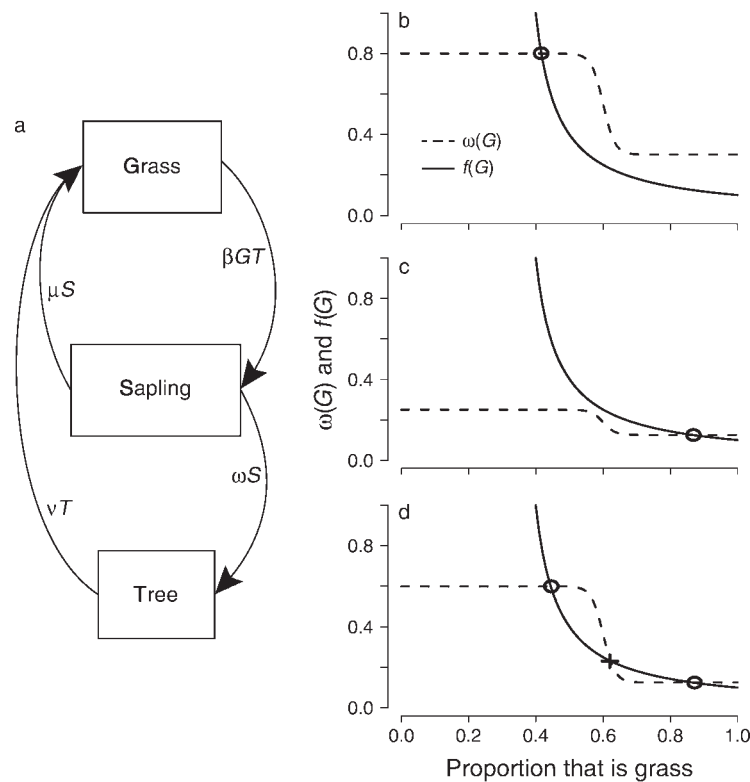 a
Grass
βGT
μS
Sapling
ωS
νT
Tree
ω(G) and f(G)
b
0.8
0.4
0.0
ω(G)
f(G)
c
0.8
0.4
0.0
d
0.8
0.4
0.0
0.0 0.2 0.4 0.6 0.8 1.0
Proportion that is grass